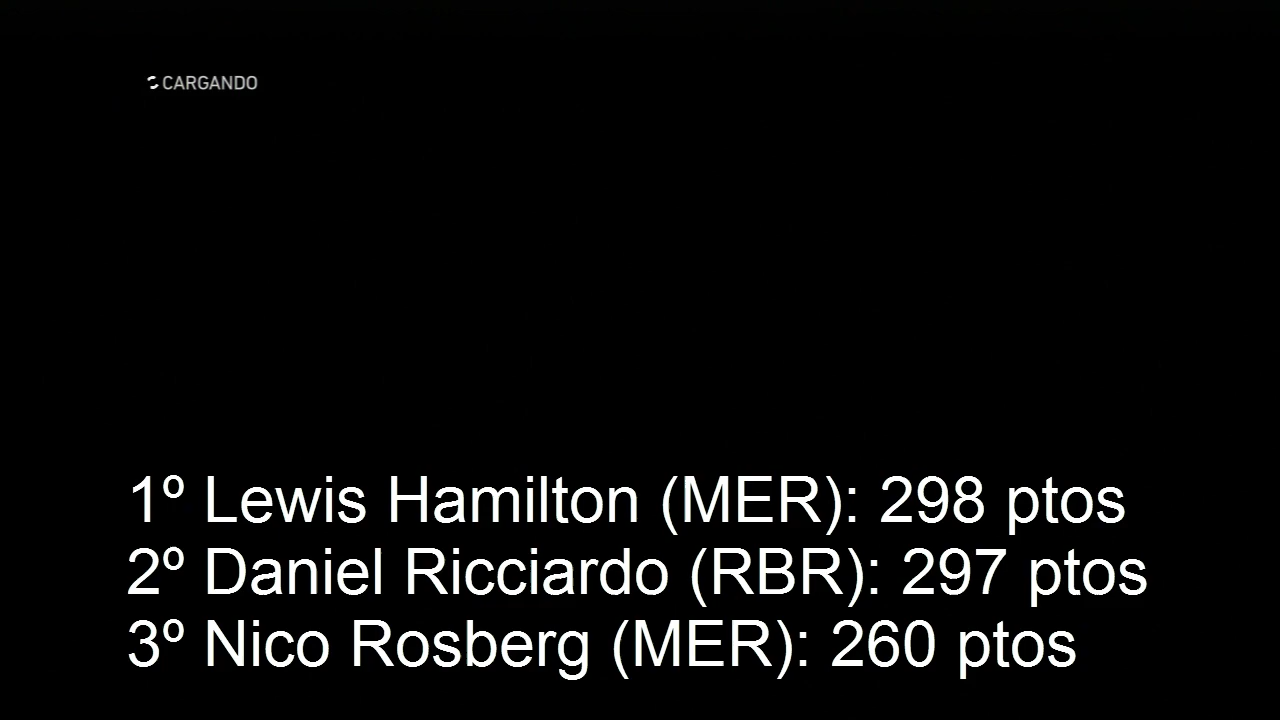 CARGANDO
1º Lewis Hamilton (MER): 298 ptos
2º Daniel Ricciardo (RBR): 297 ptos
3º Nico Rosberg (MER): 260 ptos